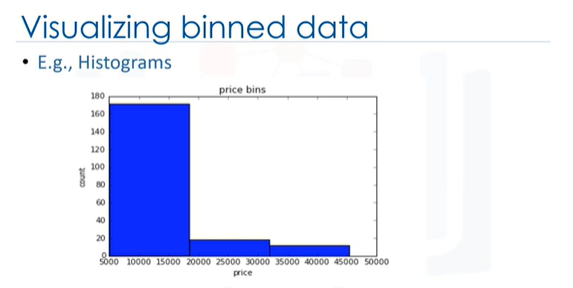 Visualizing binned data
• E.g., Histograms
price bins
180
160
140
120
100
80
60
40
20
0
count
5000 10000 15000 20000 25000 30000 35000 40000 45000 50000
price